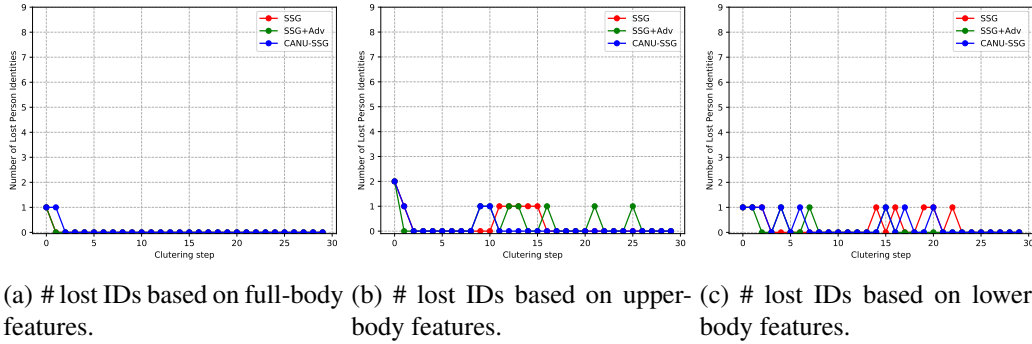 9
8
7
6
5
4
3
2
1
0
Number of Lost Person Identities
0 5 10 15 20 25 30
Clutering step
SSG
SSG+Adv
CANU-SSG
(a) # lost IDs based on full-body
features.
9
8
7
6
5
4
3
2
1
0
Number of Lost Person Identities
0 5 10 15 20 25 30
Clutering step
SSG
SSG+Adv
CANU-SSG
(b) # lost IDs based on upper-
body features.
9
8
7
6
5
4
3
2
1
0
Number of Lost Person Identities
0 5 10 15 20 25 30
Clutering step
SSG
SSG+Adv
CANU-SSG
(c) # lost IDs based on lower
body features.